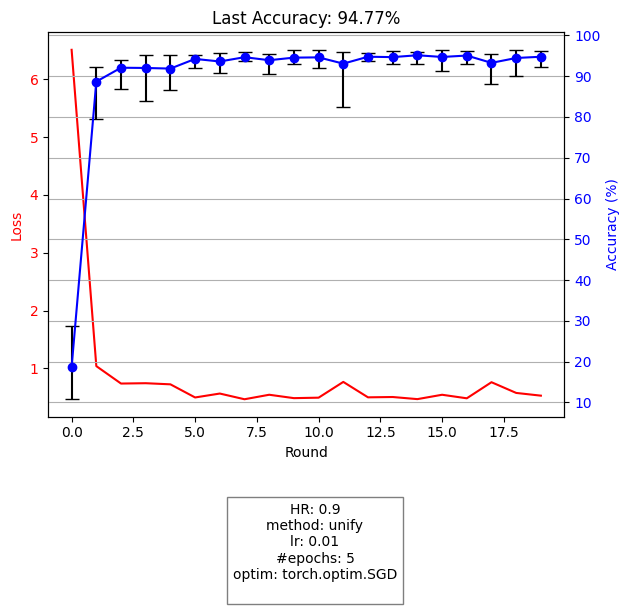 Last Accuracy: 94.77%
Loss
6
5
4
3
2
1
100
90
80
70
60
50
40
30
20
10
Accuracy (%)
0.0 2.5 5.0 7.5 10.0 12.5 15.0 17.5
Round
HR: 0.9
method: unify
lr: 0.01
#epochs: 5
optim: torch.optim.SGD